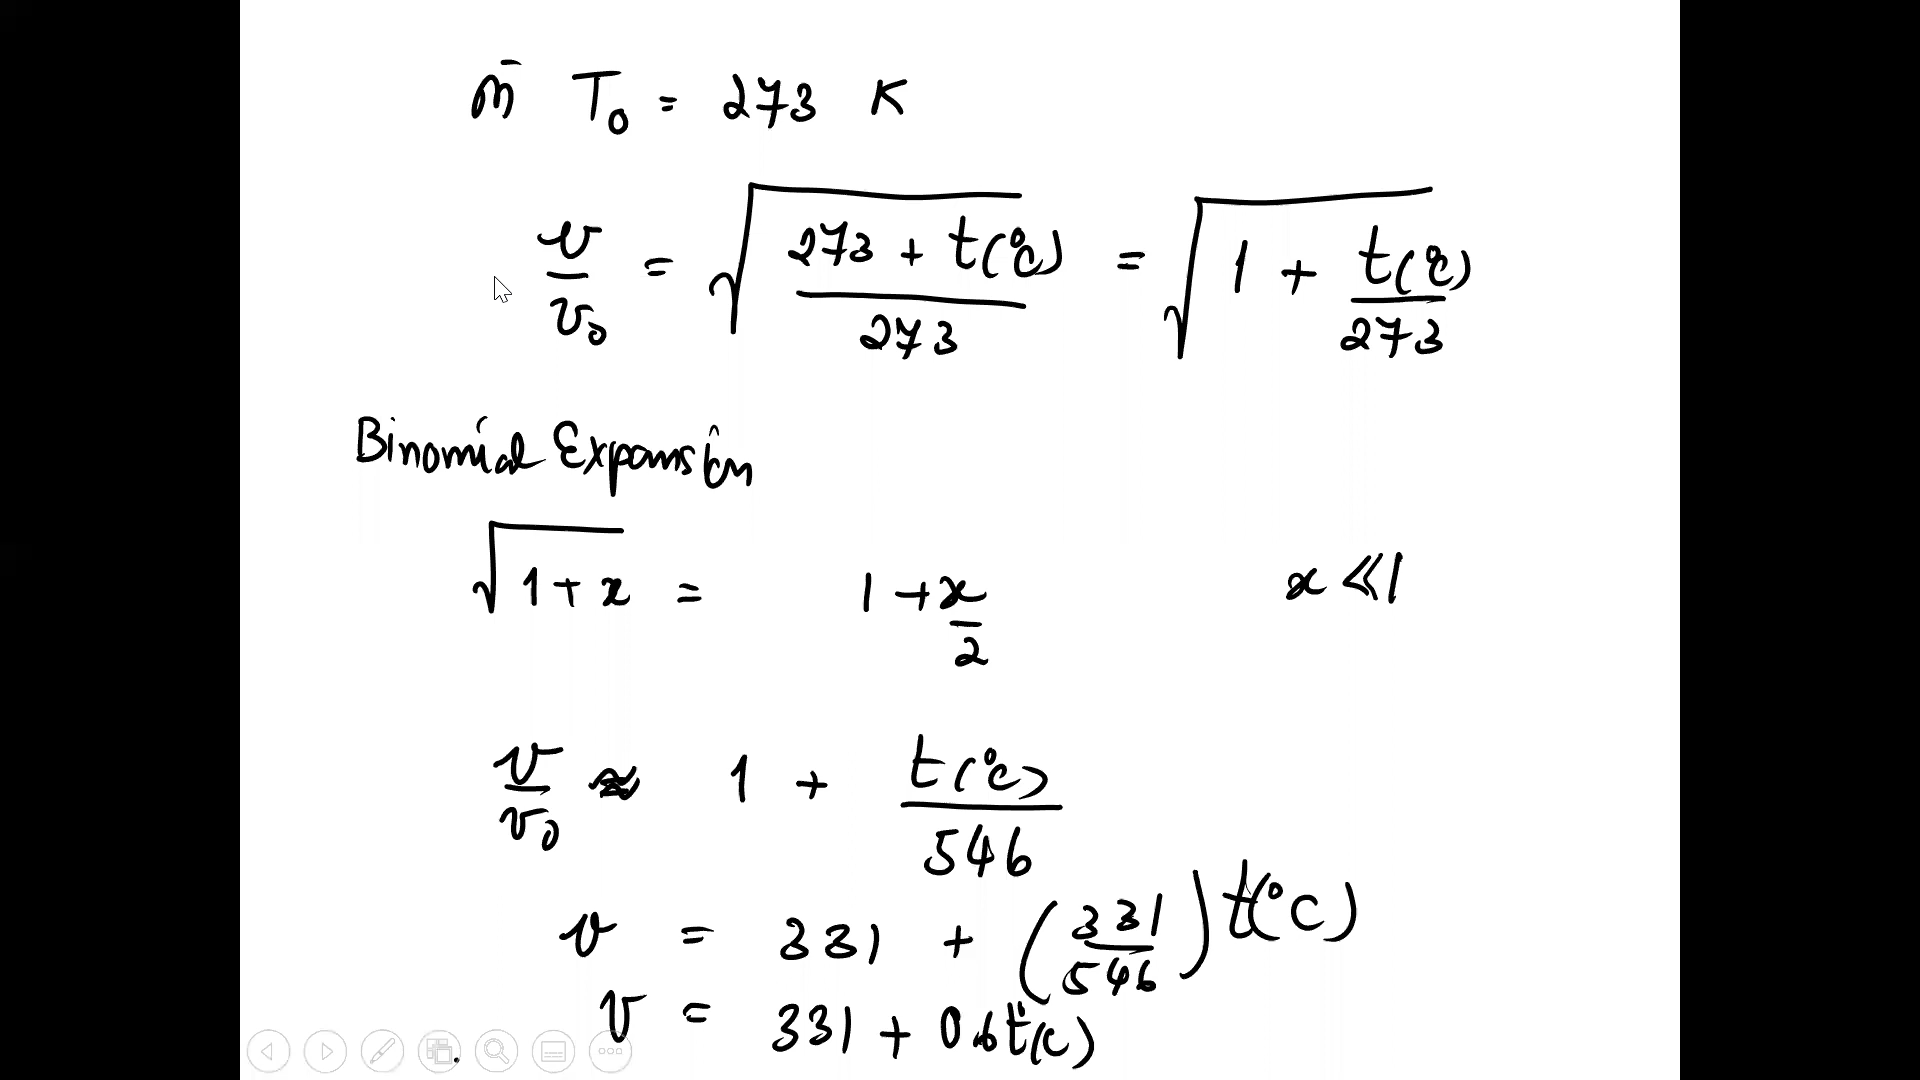 T₀ = 273 K
v/v₀ = √((273 + t(°C))/273) = √(1 + t(°C)/273)
Binomial Expansion
√(1 + x) = 1 + x/2 x ≪ 1
v/v₀ ≈ 1 + t(°C)/546
v = 331 + (331/546) t(°C)
v = 331 + 0.6 t(°C)